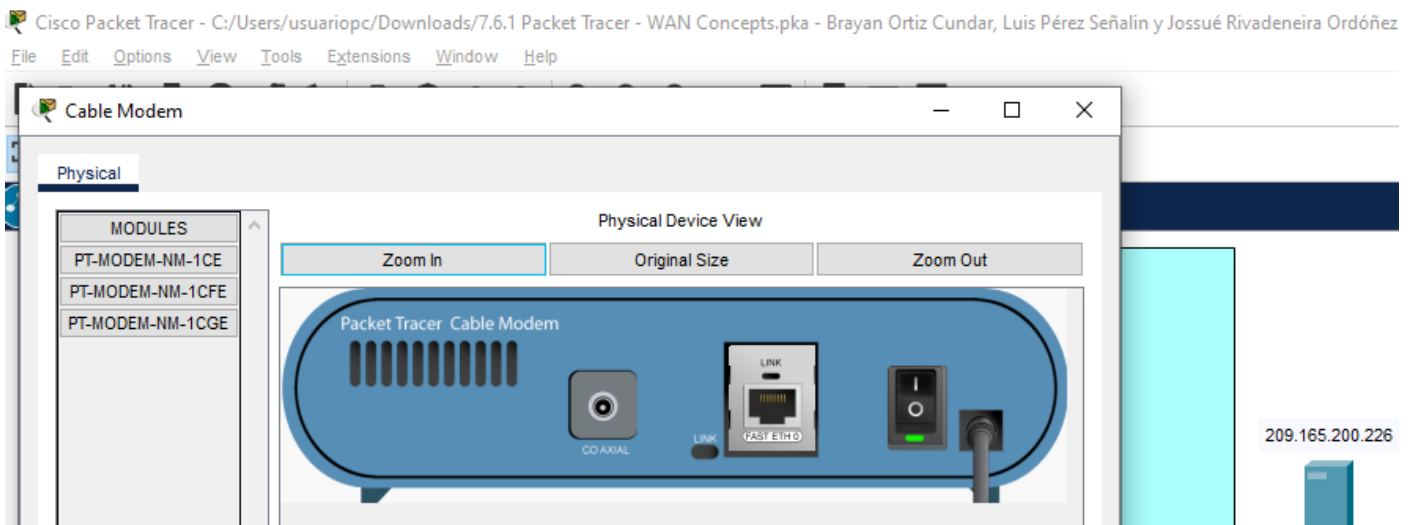 Cisco Packet Tracer - C:/Users/usuariopc/Downloads/7.6.1 Packet Tracer - WAN Concepts.pka - Brayan Ortiz Cundar, Luis Pérez Señalin y Jossué Rivadeneira Ordóñez
File Edit Options View Tools Extensions Window Help
Cable Modem
Physical
MODULES
PT-MODEM-NM-1CE
PT-MODEM-NM-1CFE
PT-MODEM-NM-1CGE
Physical Device View
Zoom In Original Size Zoom Out
Packet Tracer Cable Modem
COAXIAL
LINK
LINK
FAST ETH 0
209.165.200.226